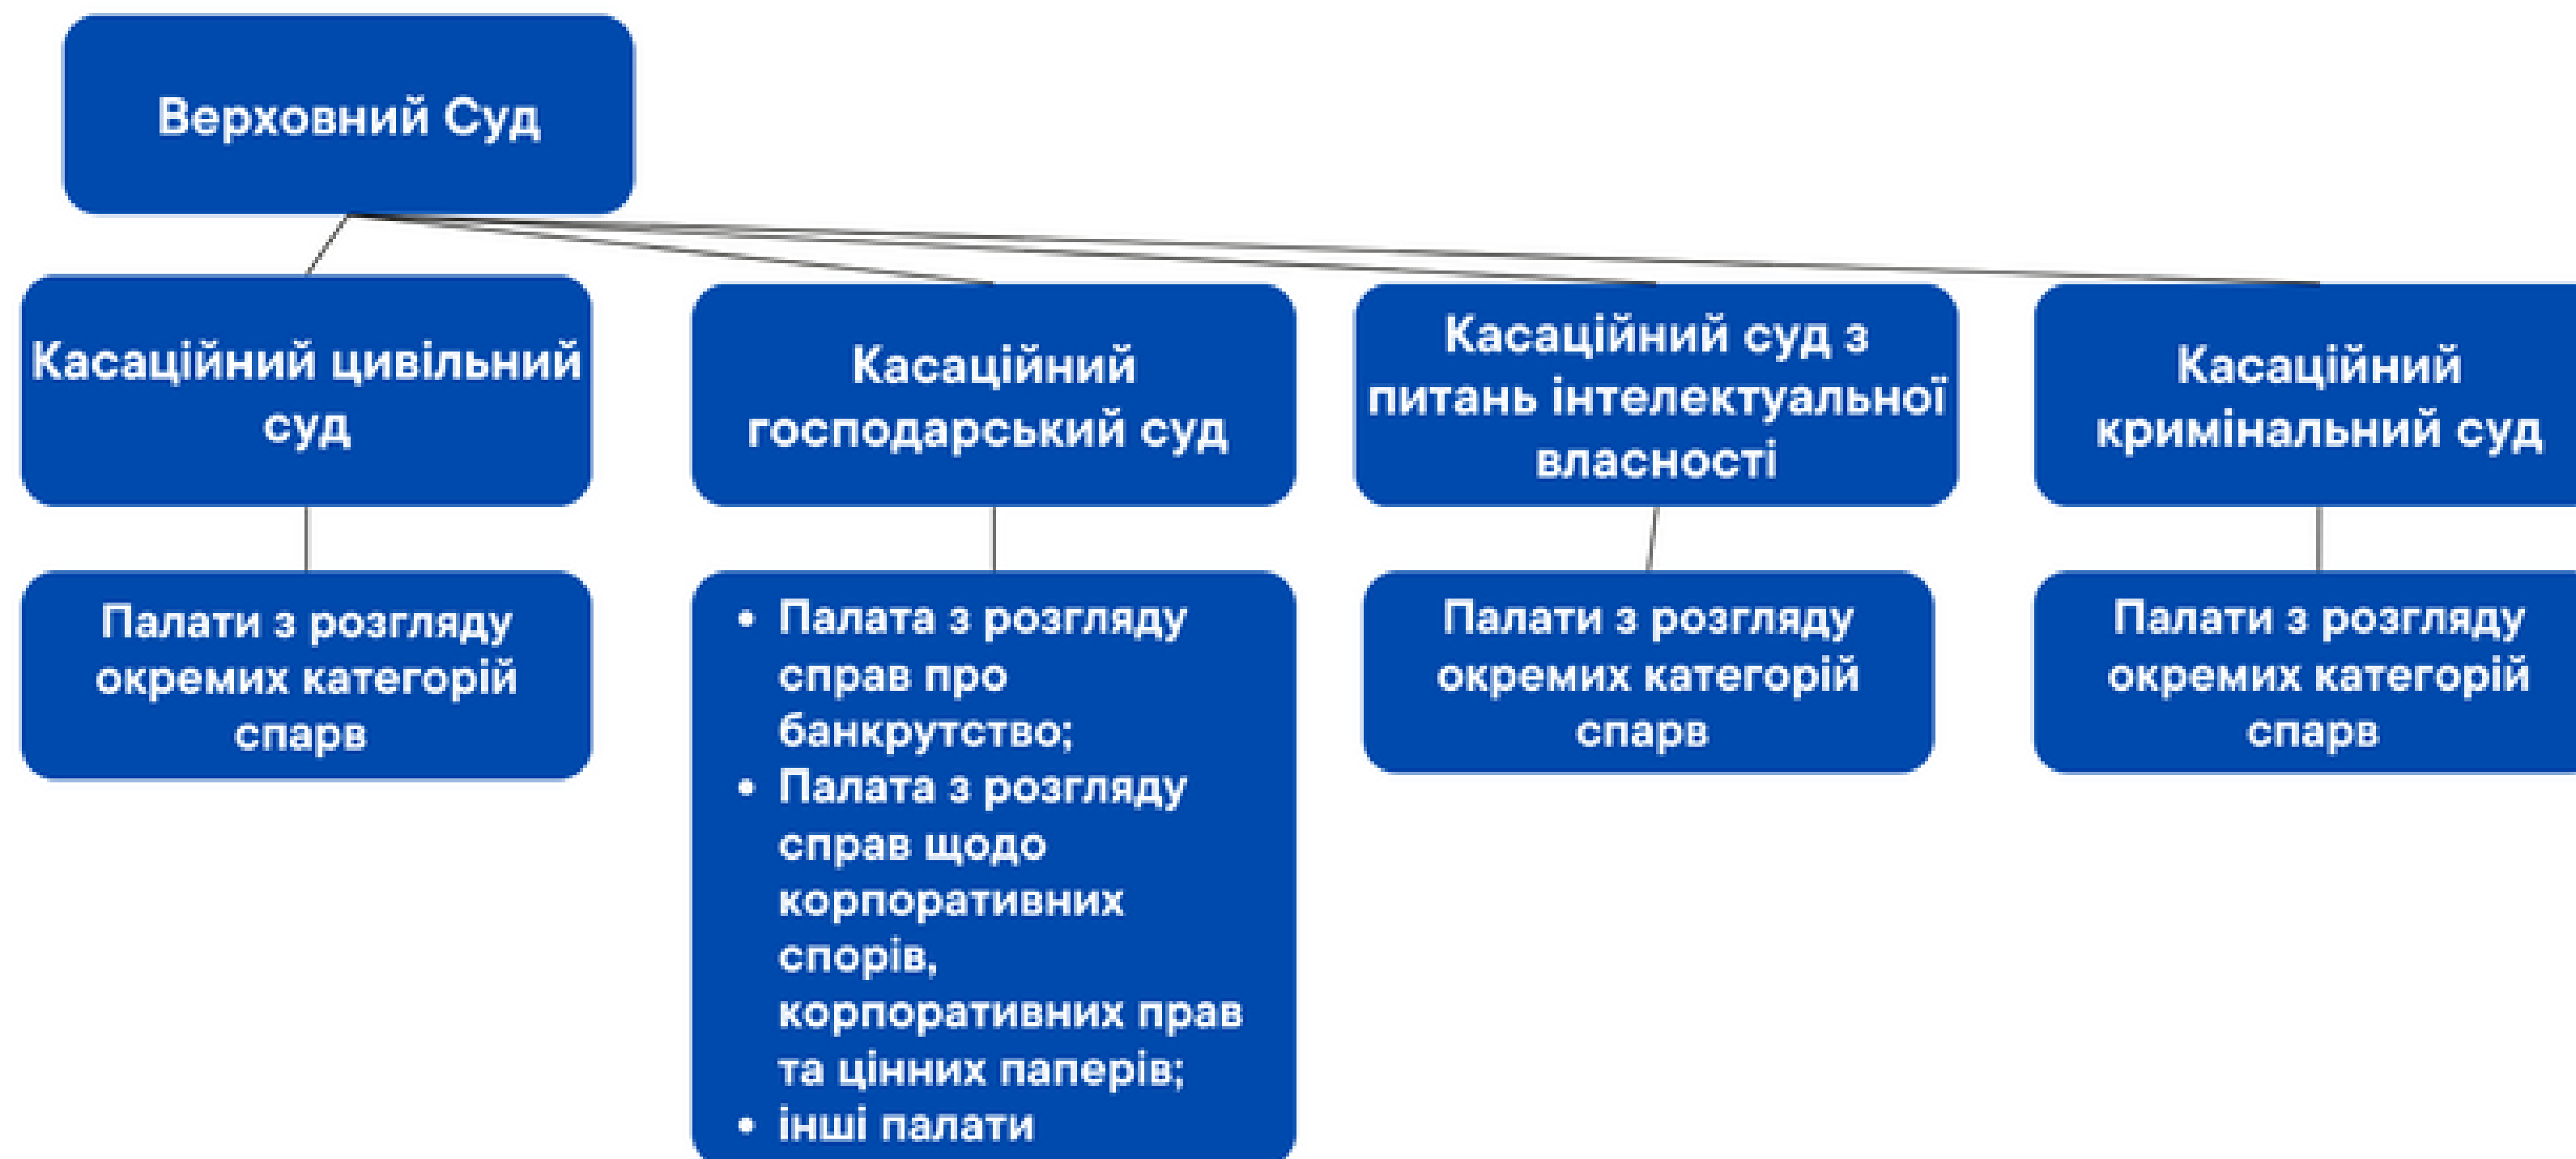 Верховний Суд
Касаційний цивільний
суд
Касаційний
господарський суд
Касаційний суд з
питань інтелектуальної
власності
Касаційний
кримінальний суд
Палати з розгляду
окремих категорій
спарв
• Палата з розгляду
справ про
банкрутство;
• Палата з розгляду
справ щодо
корпоративних
спорів,
корпоративних прав
та цінних паперів;
• інші палати
Палати з розгляду
окремих категорій
спарв
Палати з розгляду
окремих категорій
спарв